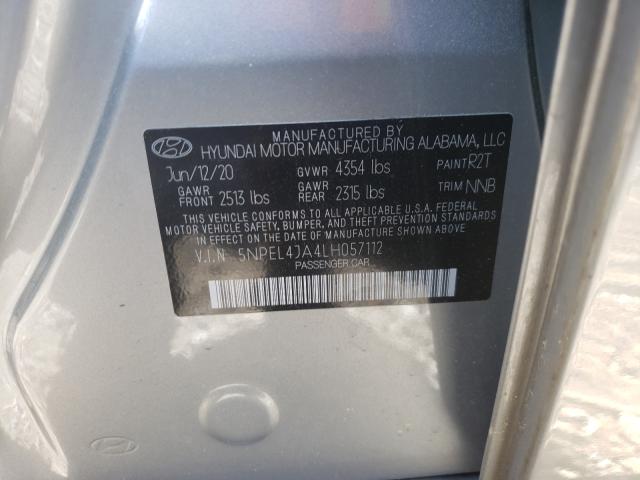 MANUFACTURED BY
HYUNDAI MOTOR MANUFACTURING ALABAMA, LLC
Jun/12/20 GVWR 4354 lbs PAINT R2T
GAWR FRONT 2513 lbs GAWR REAR 2315 lbs TRIM NNB
THIS VEHICLE CONFORMS TO ALL APPLICABLE U.S.A. FEDERAL
MOTOR VEHICLE SAFETY, BUMPER, AND THEFT PREVENTION STANDARDS
IN EFFECT ON THE DATE OF MANUFACTURE SHOWN ABOVE.
V.I.N 5NPEL4JA4LH057112
PASSENGER CAR